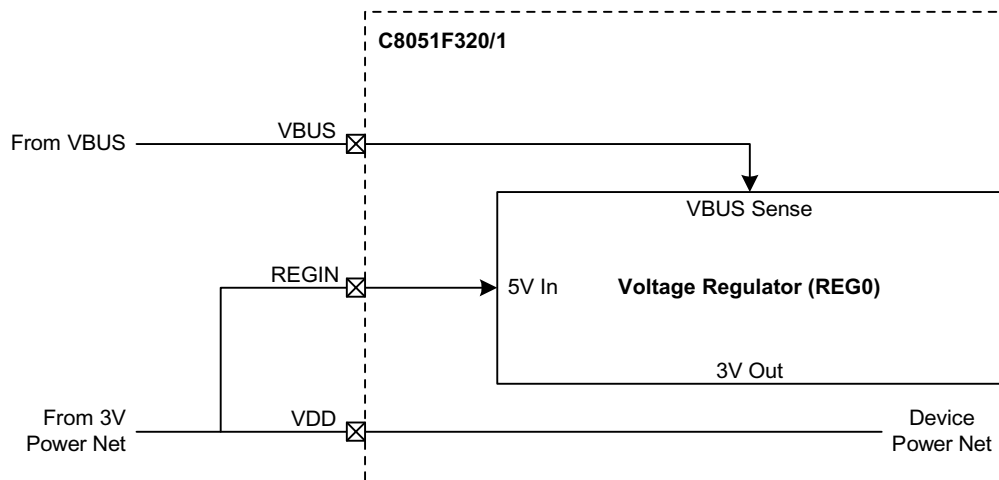 C8051F320/1
From VBUS
VBUS
VBUS Sense
REGIN
5V In
Voltage Regulator (REG0)
3V Out
From 3V
Power Net
VDD
Device
Power Net